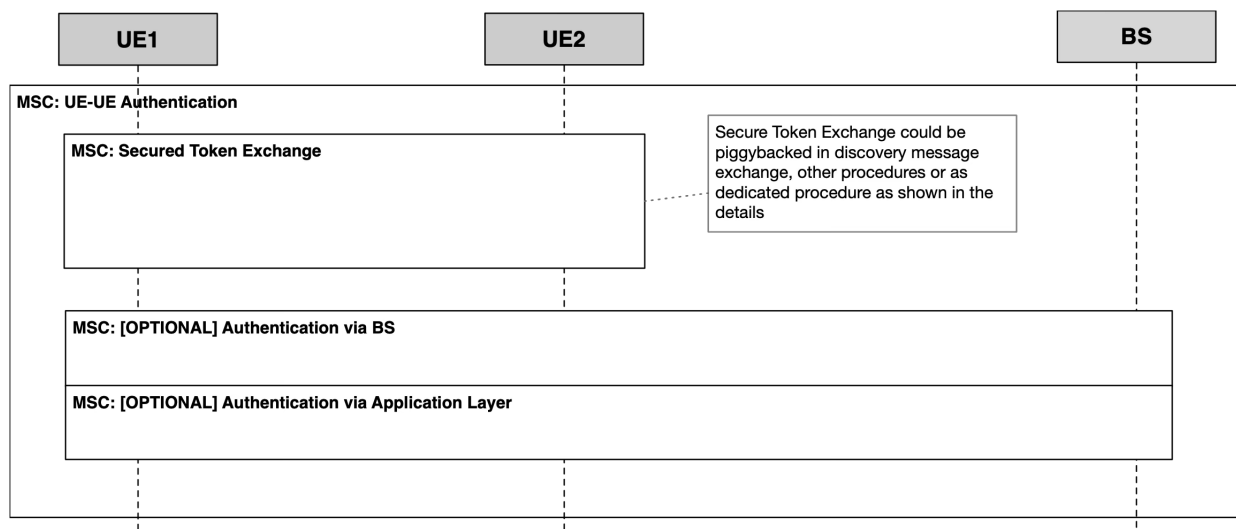 UE1
UE2
BS
MSC: UE-UE Authentication
MSC: Secured Token Exchange
Secure Token Exchange could be
piggybacked in discovery message
exchange, other procedures or as
dedicated procedure as shown in the
details
MSC: [OPTIONAL] Authentication via BS
MSC: [OPTIONAL] Authentication via Application Layer